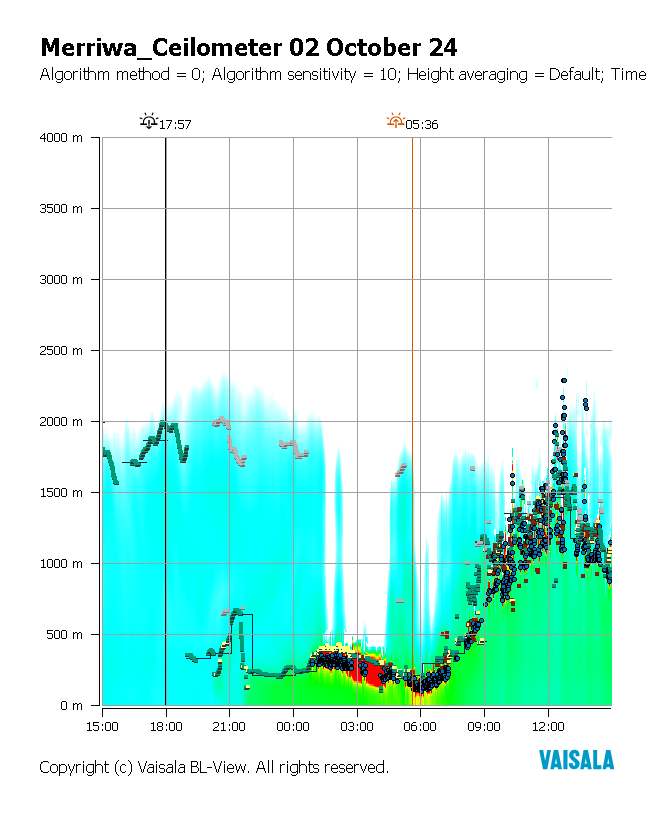 Merriwa_Ceilometer 02 October 24
Algorithm method = 0; Algorithm sensitivity = 10; Height averaging = Default; Time
17:57 05:36
4000 m
3500 m
3000 m
2500 m
2000 m
1500 m
1000 m
500 m
0 m
15:00 18:00 21:00 00:00 03:00 06:00 09:00 12:00
Copyright (c) Vaisala BL-View. All rights reserved.
VAISALA